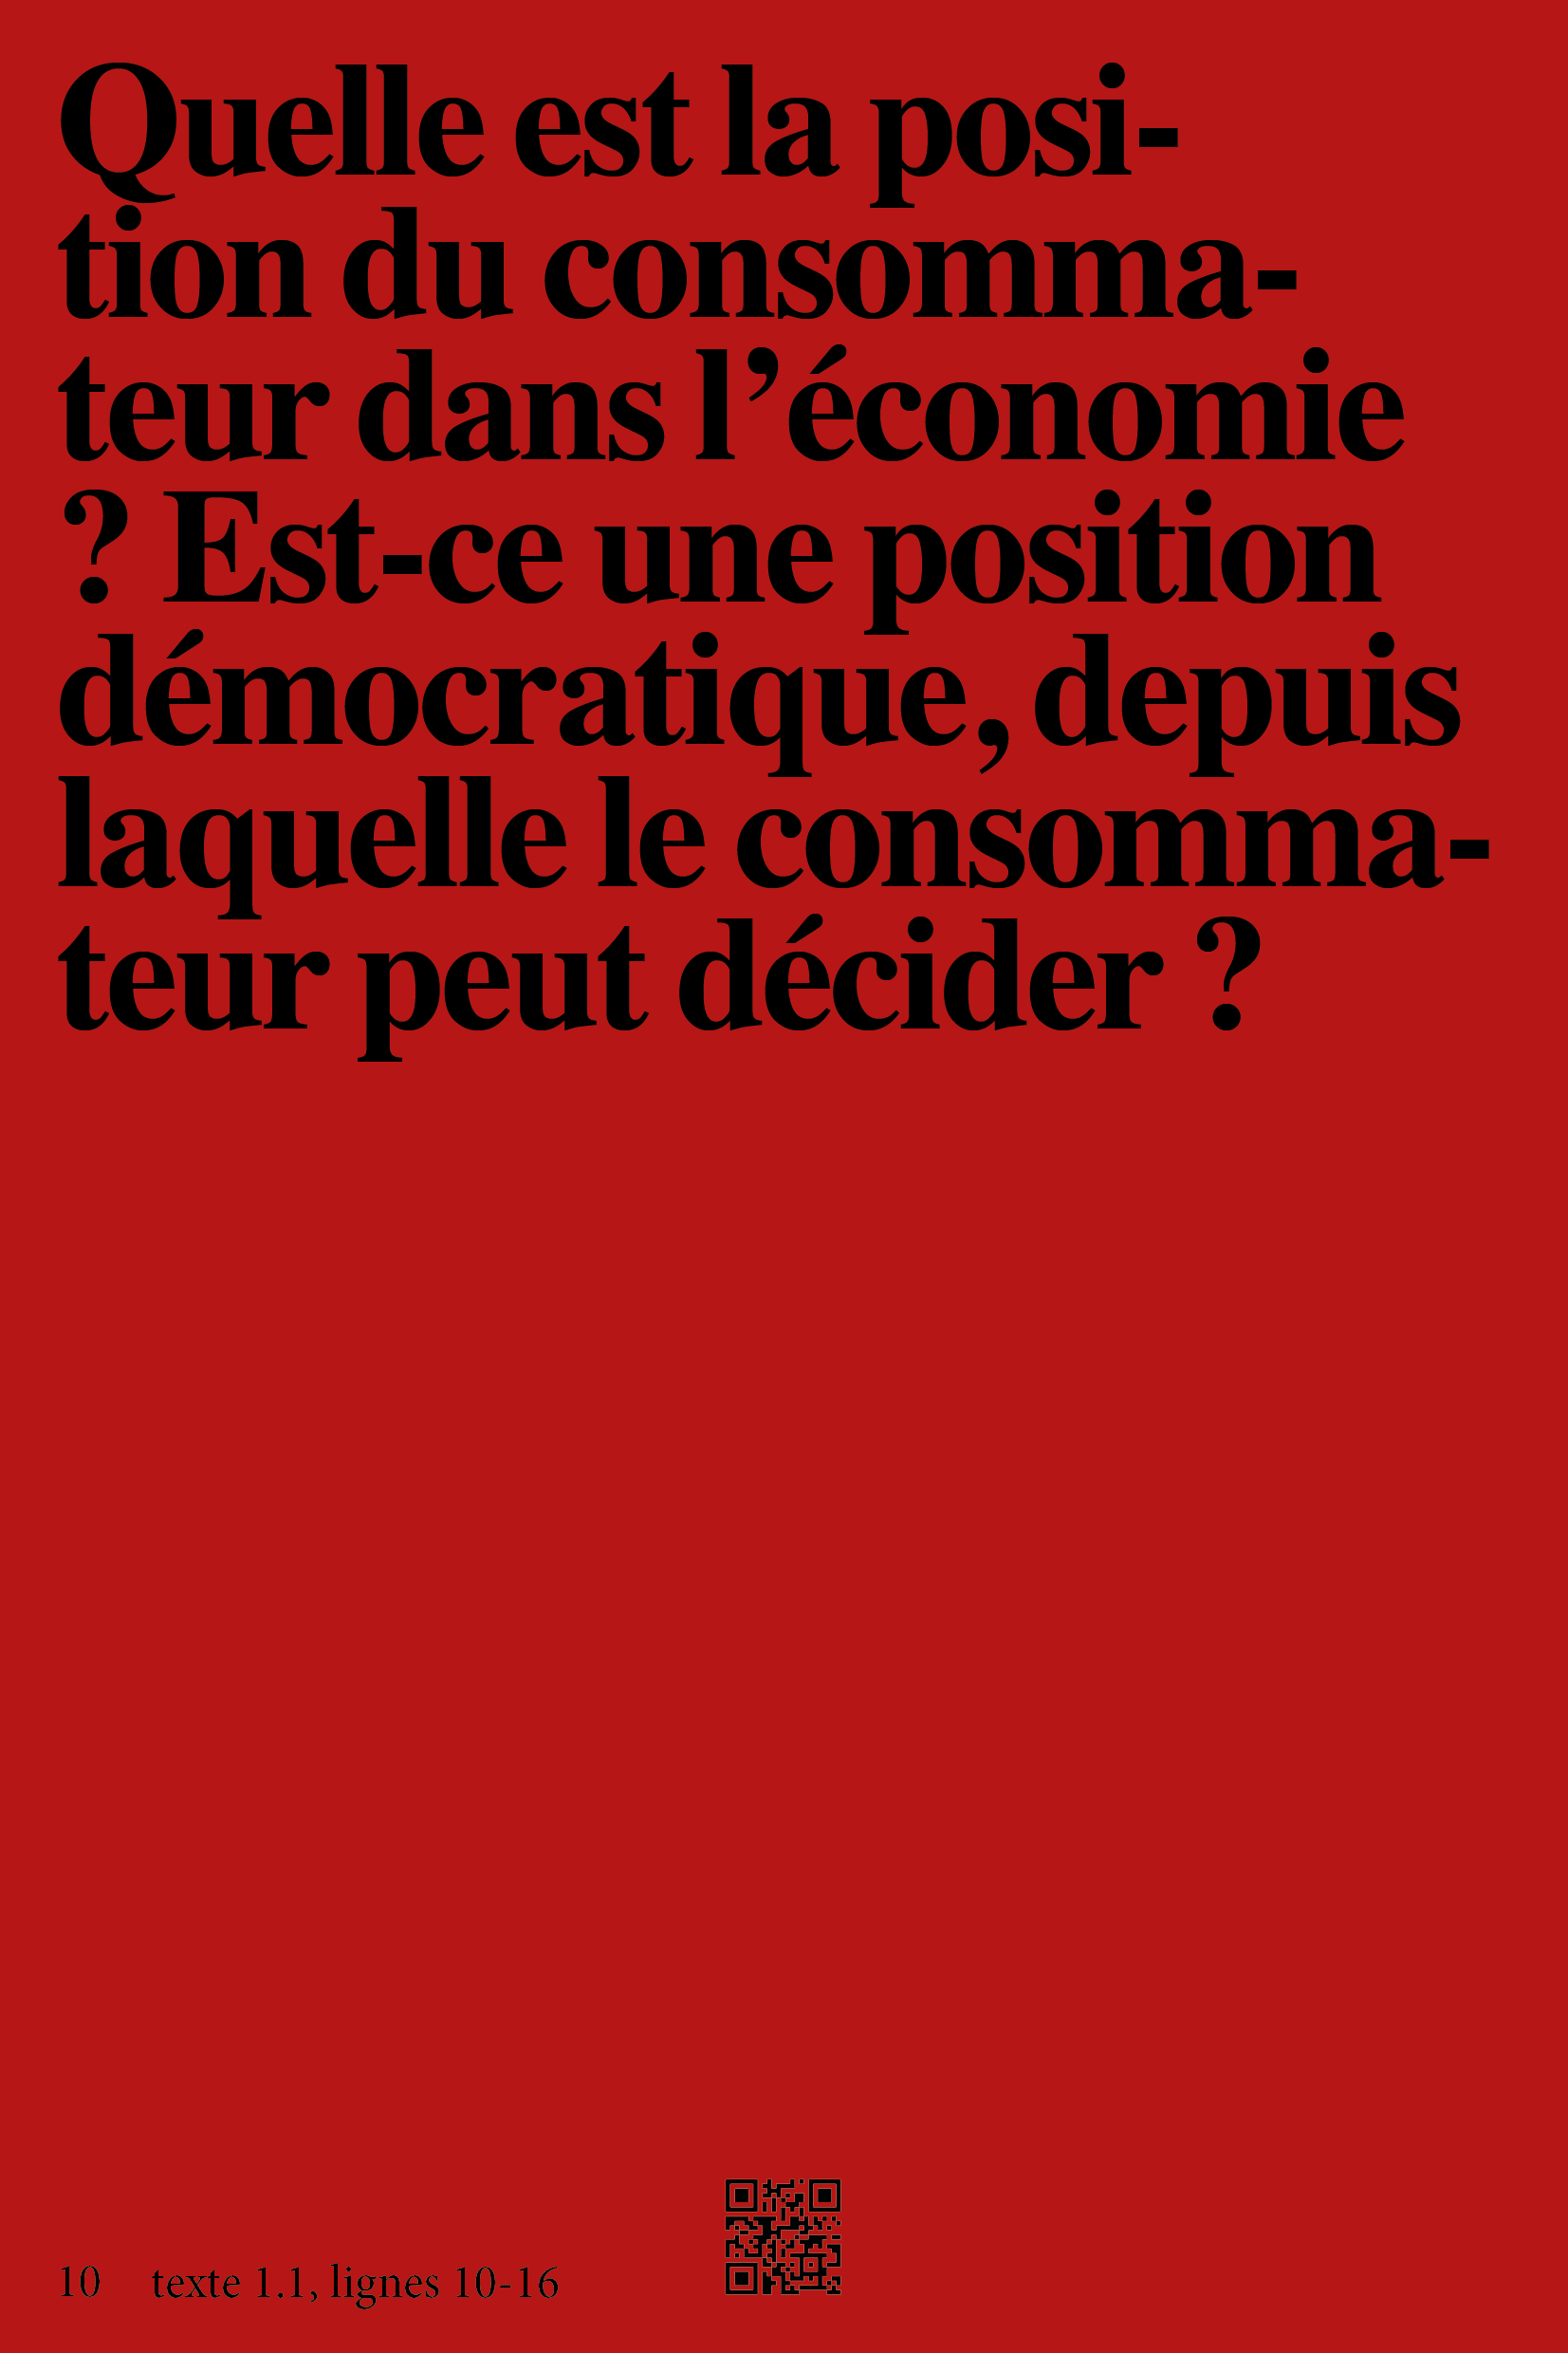 Quelle est la posi-
tion du consomma-
teur dans l’économie
? Est-ce une position
démocratique, depuis
laquelle le consomma-
teur peut décider ?
10 texte 1.1, lignes 10-16